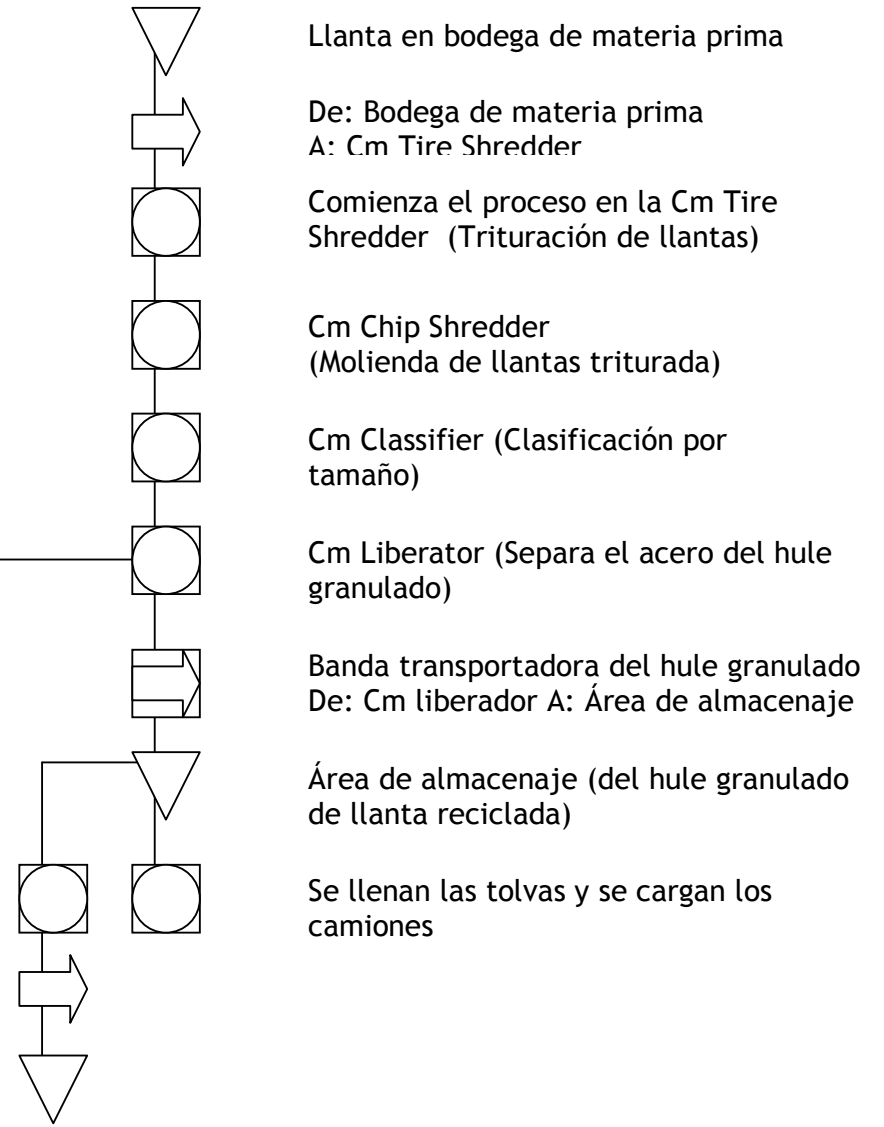 Llanta en bodega de materia prima
De: Bodega de materia prima
A: Cm Tire Shredder
Comienza el proceso en la Cm Tire
Shredder (Trituración de llantas)
Cm Chip Shredder
(Molienda de llantas triturada)
Cm Classifier (Clasificación por
tamaño)
Cm Liberator (Separa el acero del hule
granulado)
Banda transportadora del hule granulado
De: Cm liberador A: Área de almacenaje
Área de almacenaje (del hule granulado
de llanta reciclada)
Se llenan las tolvas y se cargan los
camiones